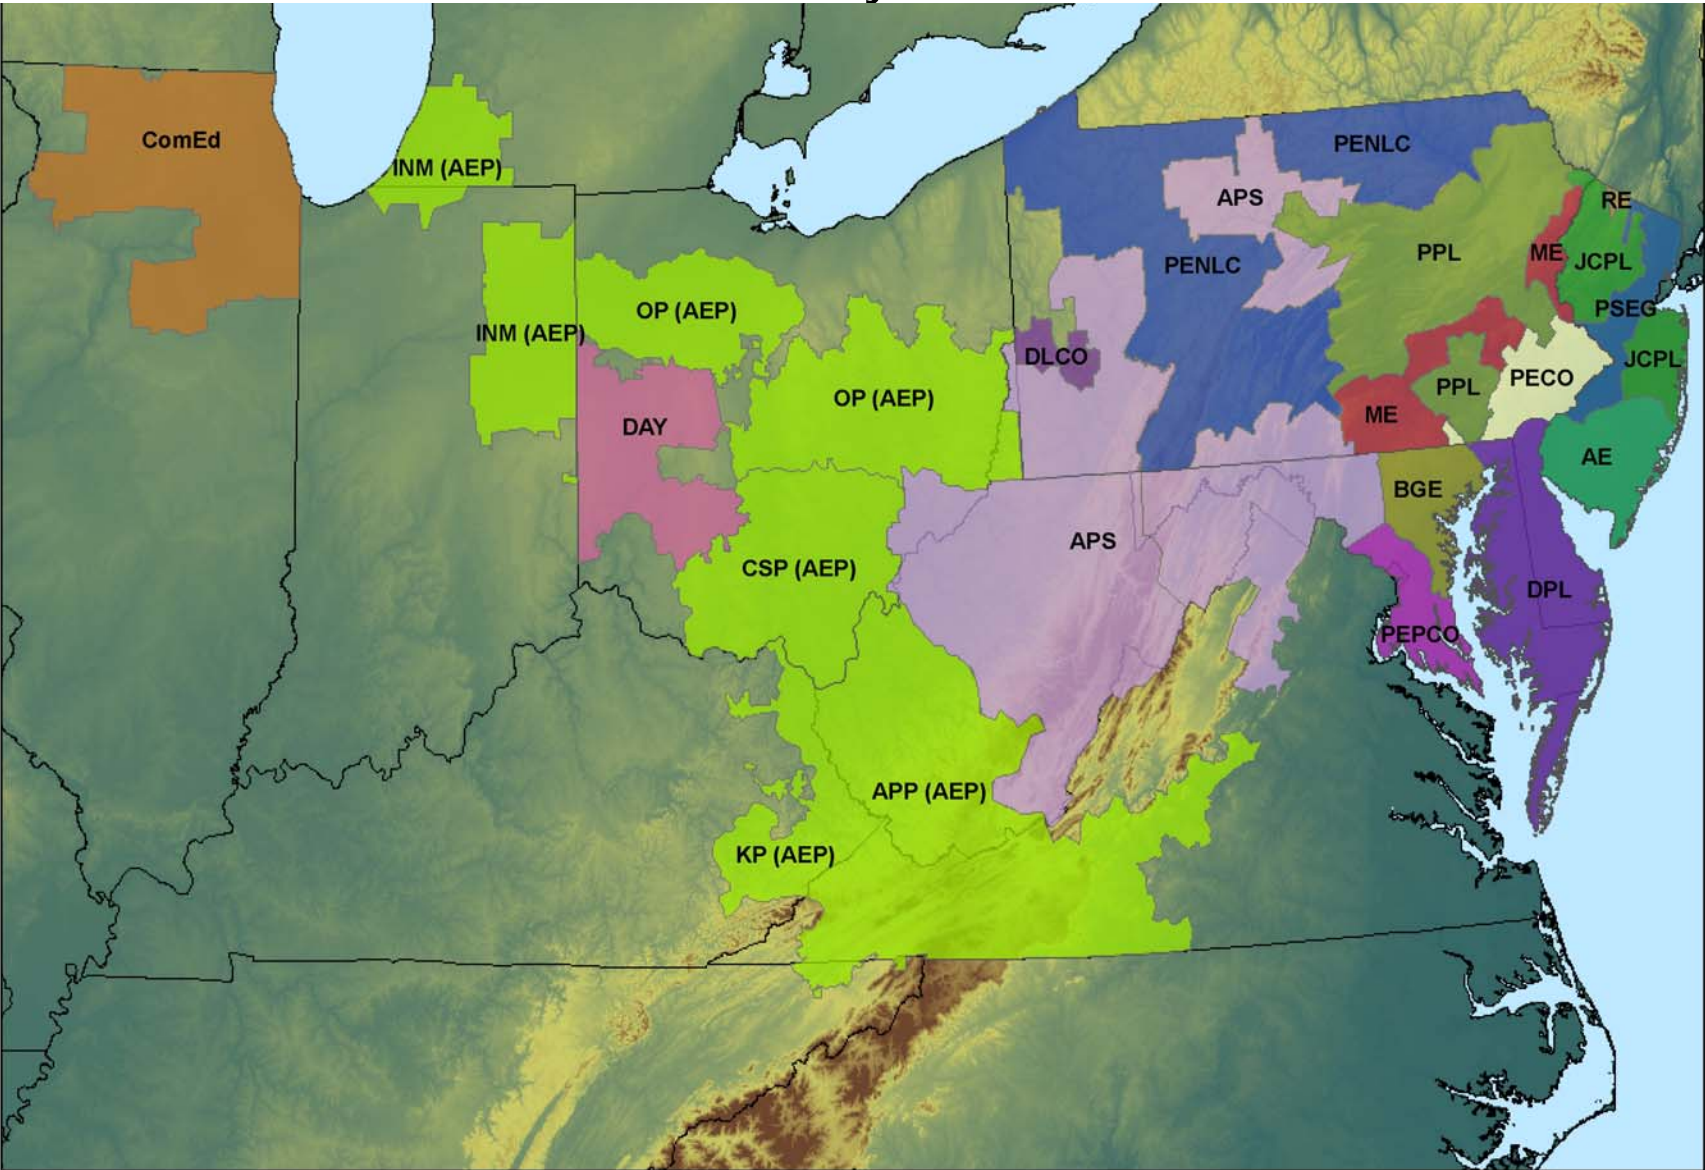 ComEd
PENLC
INM (AEP)
APS
RE
PPL
ME
JCPL
PENLC
OP (AEP)
PSEG
INM (AEP)
DLCO
JCPL
PECO
PPL
OP (AEP)
ME
DAY
AE
BGE
APS
CSP (AEP)
DPL
PEPCO
APP (AEP)
KP (AEP)